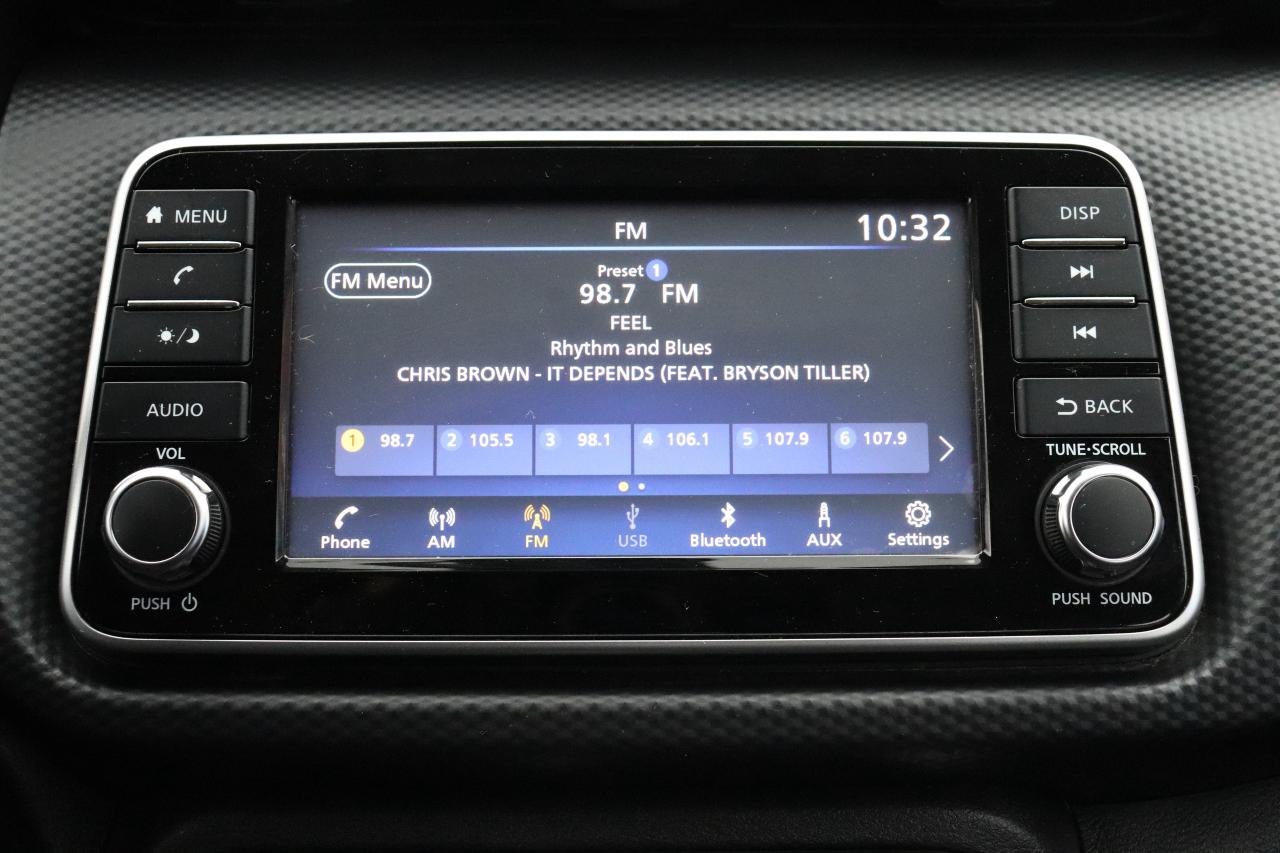 MENU
DISP
FM
10:32
FM Menu
Preset 1
98.7 FM
FEEL
Rhythm and Blues
CHRIS BROWN - IT DEPENDS (FEAT. BRYSON TILLER)
AUDIO
BACK
1 98.7
2 105.5
3 98.1
4 106.1
5 107.9
6 107.9
VOL
TUNE·SCROLL
Phone
AM
FM
USB
Bluetooth
AUX
Settings
PUSH
PUSH SOUND